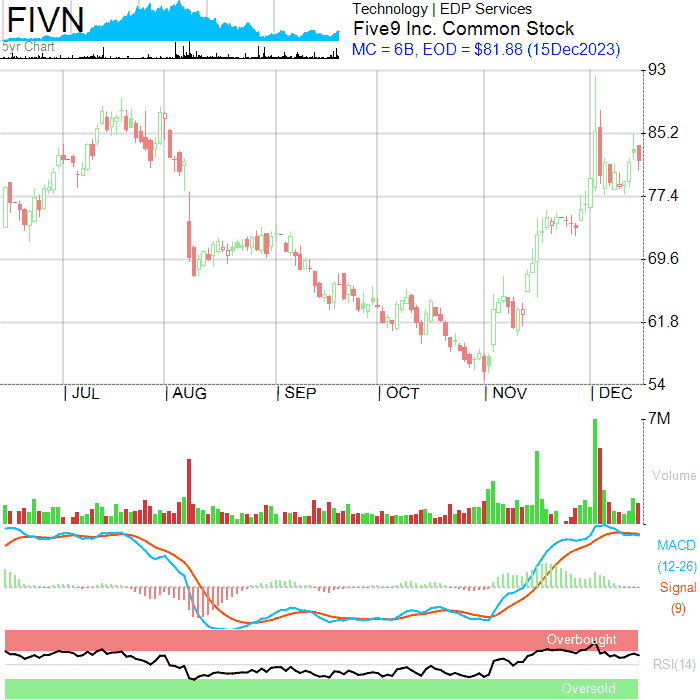 FIVN
5yr Chart
Technology | EDP Services
Five9 Inc. Common Stock
MC = 6B, EOD = $81.88 (15Dec2023)
93
85.2
77.4
69.6
61.8
54
| JUL | AUG | SEP | OCT | NOV | DEC
7M
Volume
MACD
(12-26)
Signal
(9)
Overbought
RSI(14)
Oversold